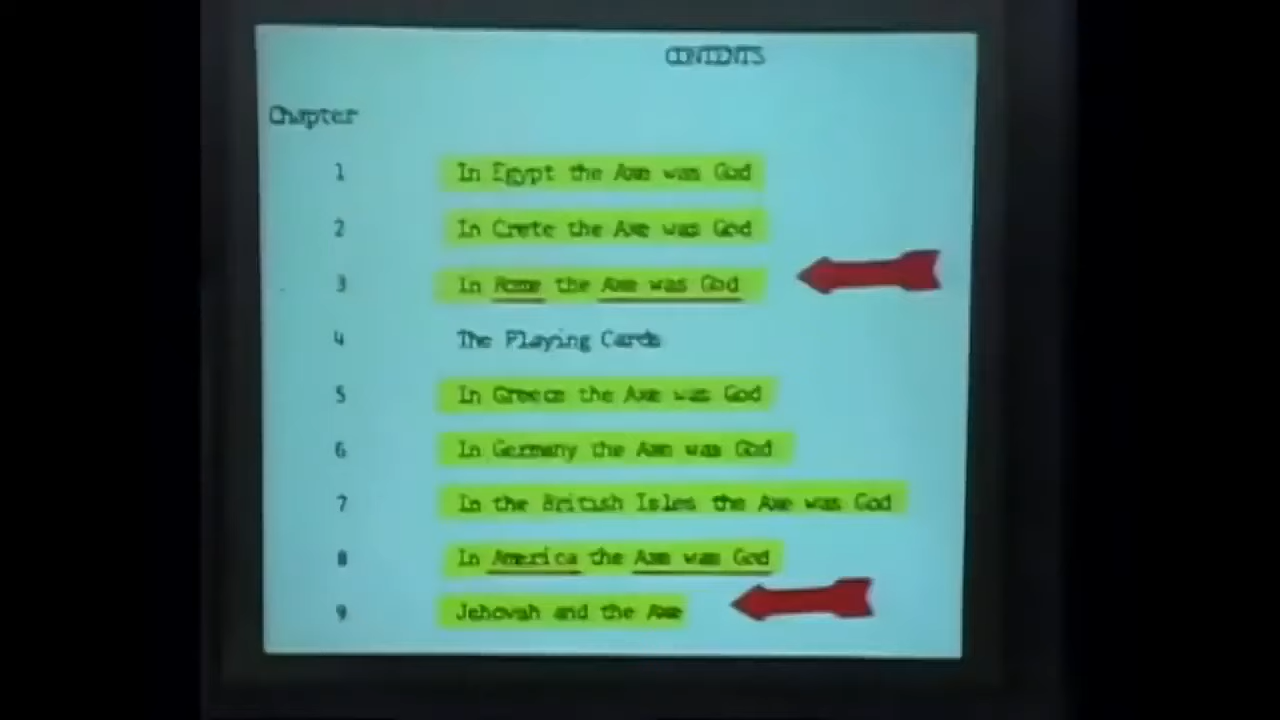 CONTENTS
Chapter
1 In Egypt the Axe was God
2 In Crete the Axe was God
3 In Rome the Axe was God
4 The Playing Cards
5 In Greece the Axe was God
6 In Germany the Axe was God
7 In the British Isles the Axe was God
8 In America the Axe was God
9 Jehovah and the Axe